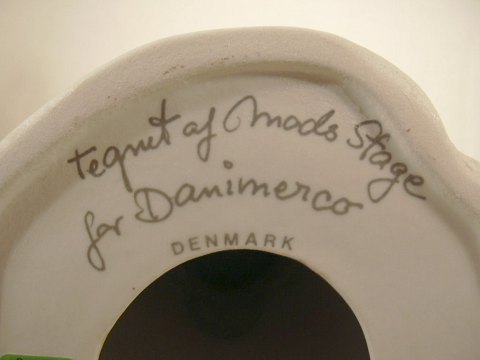 tegnet af Mads Stage
for Danimerco
DENMARK